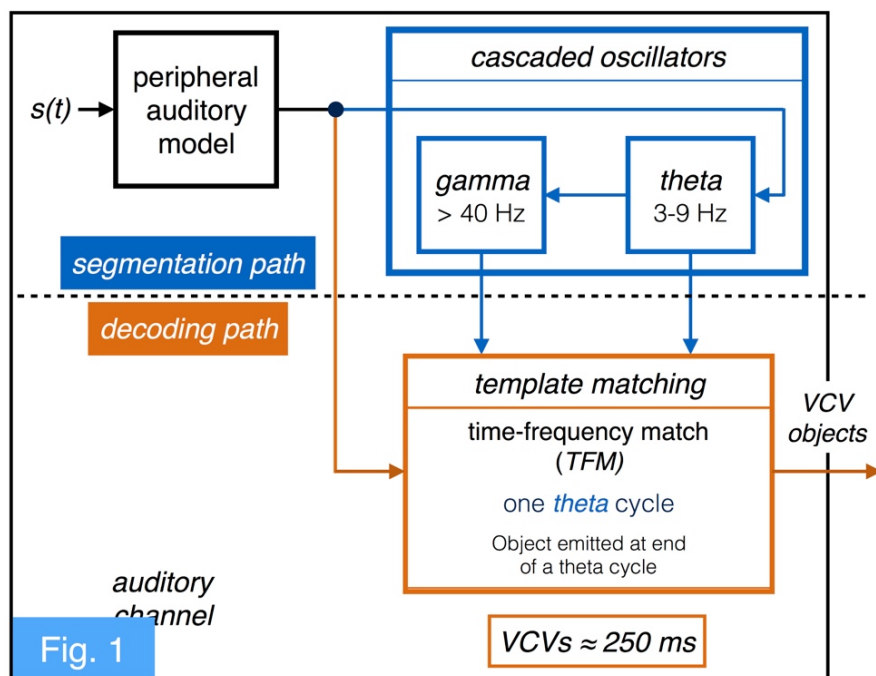 cascaded oscillators
peripheral
auditory
model
s(t)
gamma
> 40 Hz
theta
3-9 Hz
segmentation path
decoding path
template matching
time-frequency match
(TFM)
one theta cycle
Object emitted at end
of a theta cycle
VCV
objects
auditory
channel
Fig. 1
VCVs ≈ 250 ms